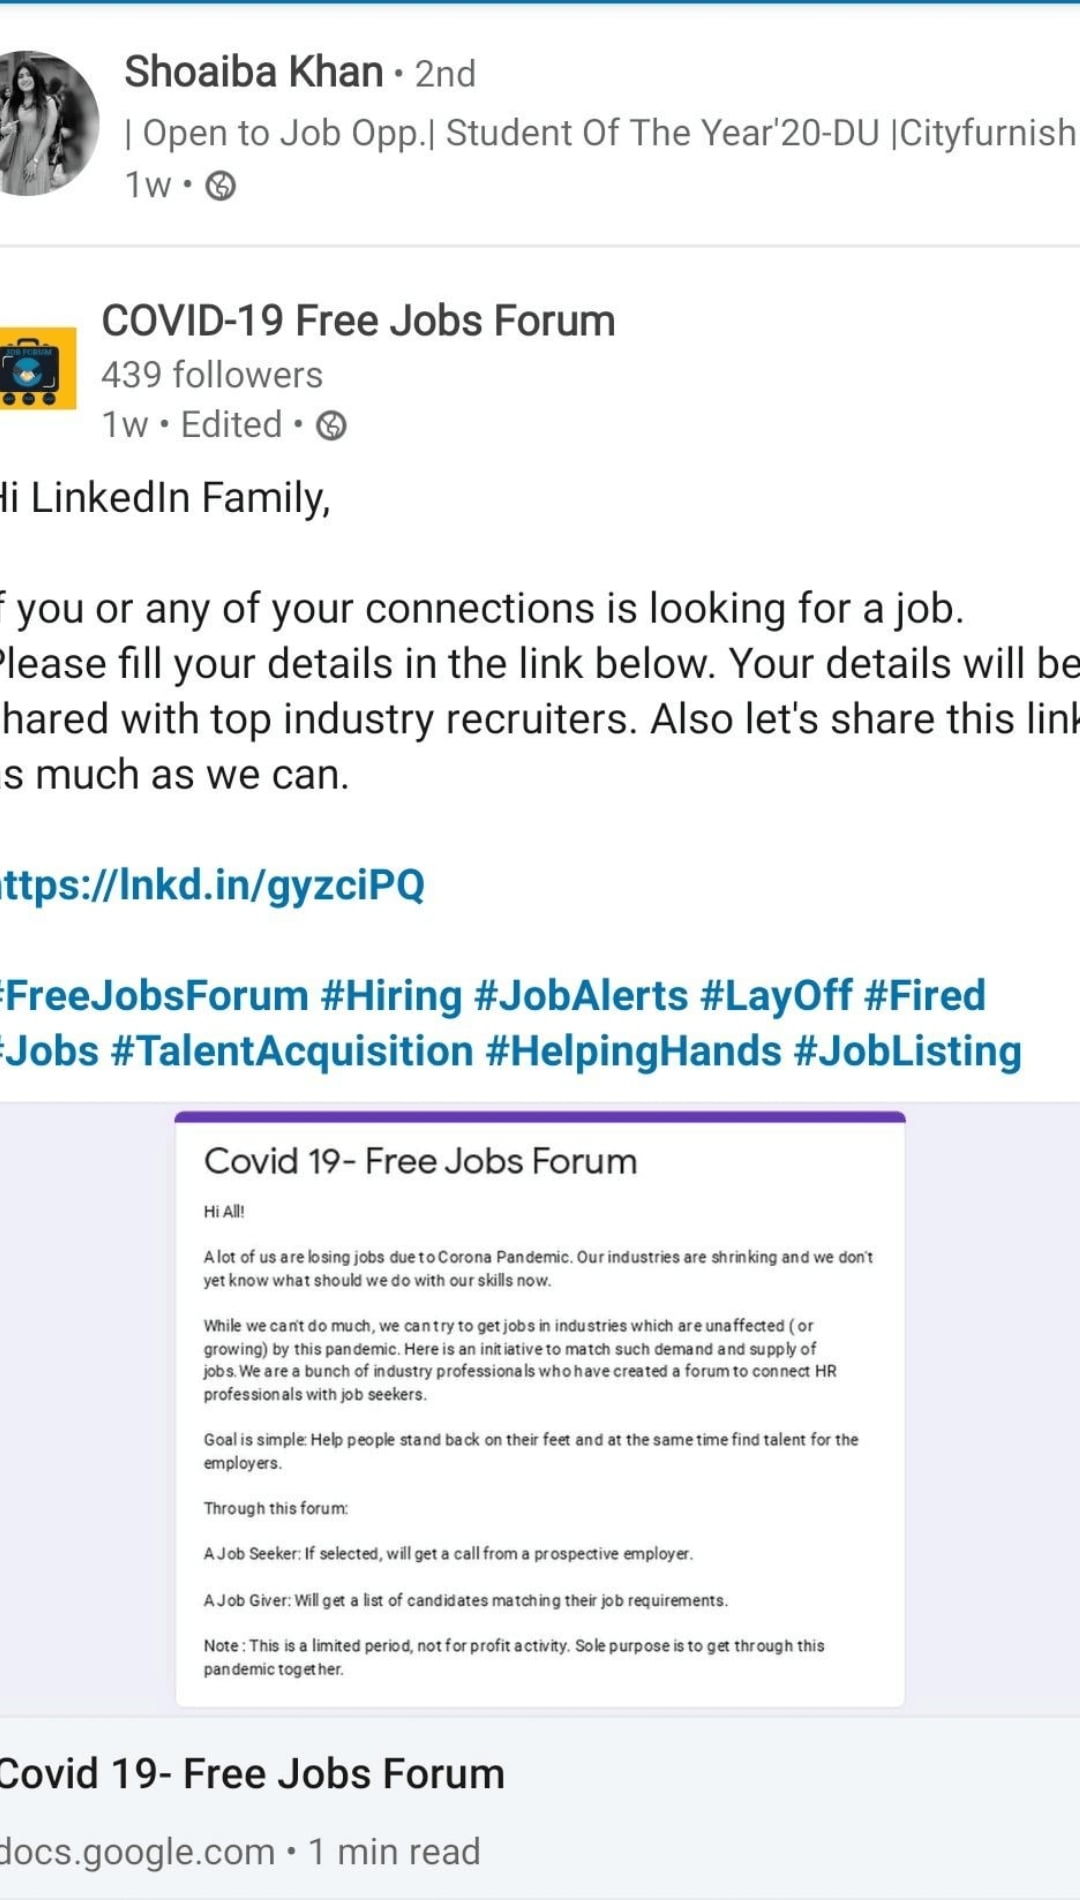 Shoaiba Khan • 2nd
| Open to Job Opp.| Student Of The Year'20-DU |Cityfurnish
1w •
COVID-19 Free Jobs Forum
439 followers
1w • Edited •
JOB FORUM
Hi LinkedIn Family,
f you or any of your connections is looking for a job.
Please fill your details in the link below. Your details will be
hared with top industry recruiters. Also let's share this link
s much as we can.
ttps://lnkd.in/gyzciPQ
#FreeJobsForum #Hiring #JobAlerts #LayOff #Fired
#Jobs #TalentAcquisition #HelpingHands #JobListing
Covid 19- Free Jobs Forum
Hi All!
A lot of us are losing jobs due to Corona Pandemic. Our industries are shrinking and we don't
yet know what should we do with our skills now.
While we can't do much, we can try to get jobs in industries which are unaffected ( or
growing) by this pandemic. Here is an initiative to match such demand and supply of
jobs. We are a bunch of industry professionals who have created a forum to connect HR
professionals with job seekers.
Goal is simple: Help people stand back on their feet and at the same time find talent for the
employers.
Through this forum:
A Job Seeker: If selected, will get a call from a prospective employer.
A Job Giver: Will get a list of candidates matching their job requirements.
Note : This is a limited period, not for profit activity. Sole purpose is to get through this
pandemic together.
Covid 19- Free Jobs Forum
docs.google.com • 1 min read